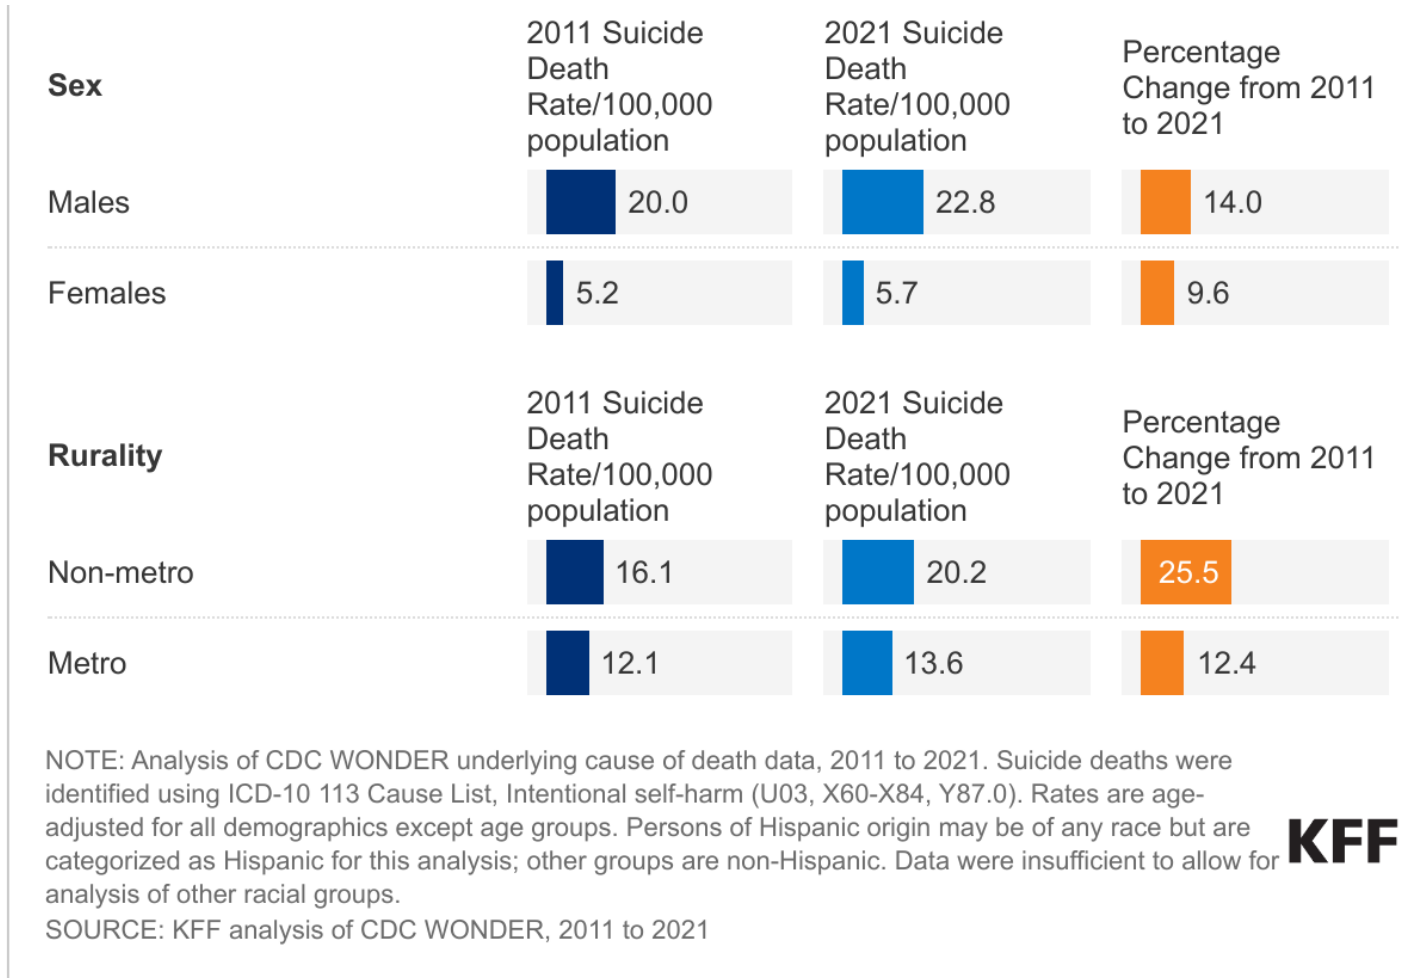 Sex
2011 Suicide
Death
Rate/100,000
population
2021 Suicide
Death
Rate/100,000
population
Percentage
Change from 2011
to 2021
Males
20.0
22.8
14.0
Females
5.2
5.7
9.6
Rurality
2011 Suicide
Death
Rate/100,000
population
2021 Suicide
Death
Rate/100,000
population
Percentage
Change from 2011
to 2021
Non-metro
16.1
20.2
25.5
Metro
12.1
13.6
12.4
NOTE: Analysis of CDC WONDER underlying cause of death data, 2011 to 2021. Suicide deaths were
identified using ICD-10 113 Cause List, Intentional self-harm (U03, X60-X84, Y87.0). Rates are age-
adjusted for all demographics except age groups. Persons of Hispanic origin may be of any race but are
categorized as Hispanic for this analysis; other groups are non-Hispanic. Data were insufficient to allow for
analysis of other racial groups.
SOURCE: KFF analysis of CDC WONDER, 2011 to 2021
KFF